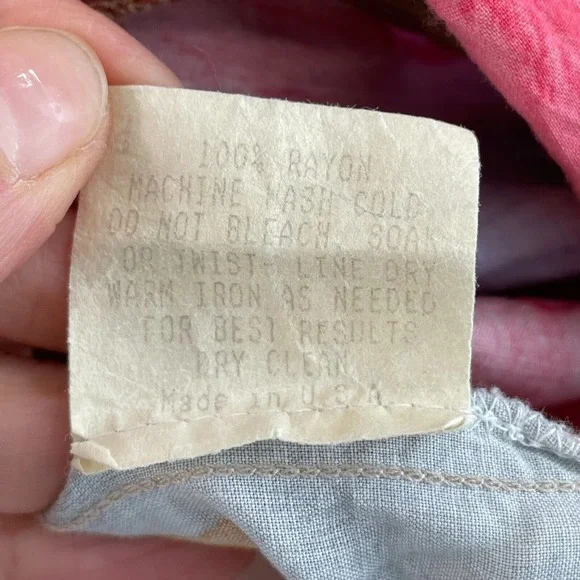 100% RAYON
MACHINE WASH COLD
DO NOT BLEACH, SOAK
OR TWIST- LINE DRY
WARM IRON AS NEEDED
FOR BEST RESULTS
DRY CLEAN
Made in U.S.A.